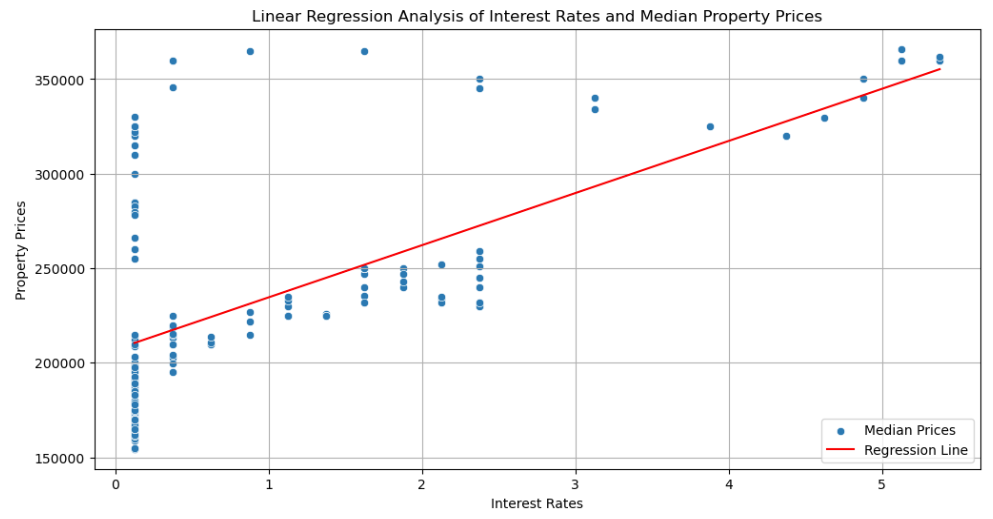 Linear Regression Analysis of Interest Rates and Median Property Prices
Property Prices
350000
300000
250000
200000
150000
0 1 2 3 4 5
Interest Rates
Median Prices
Regression Line